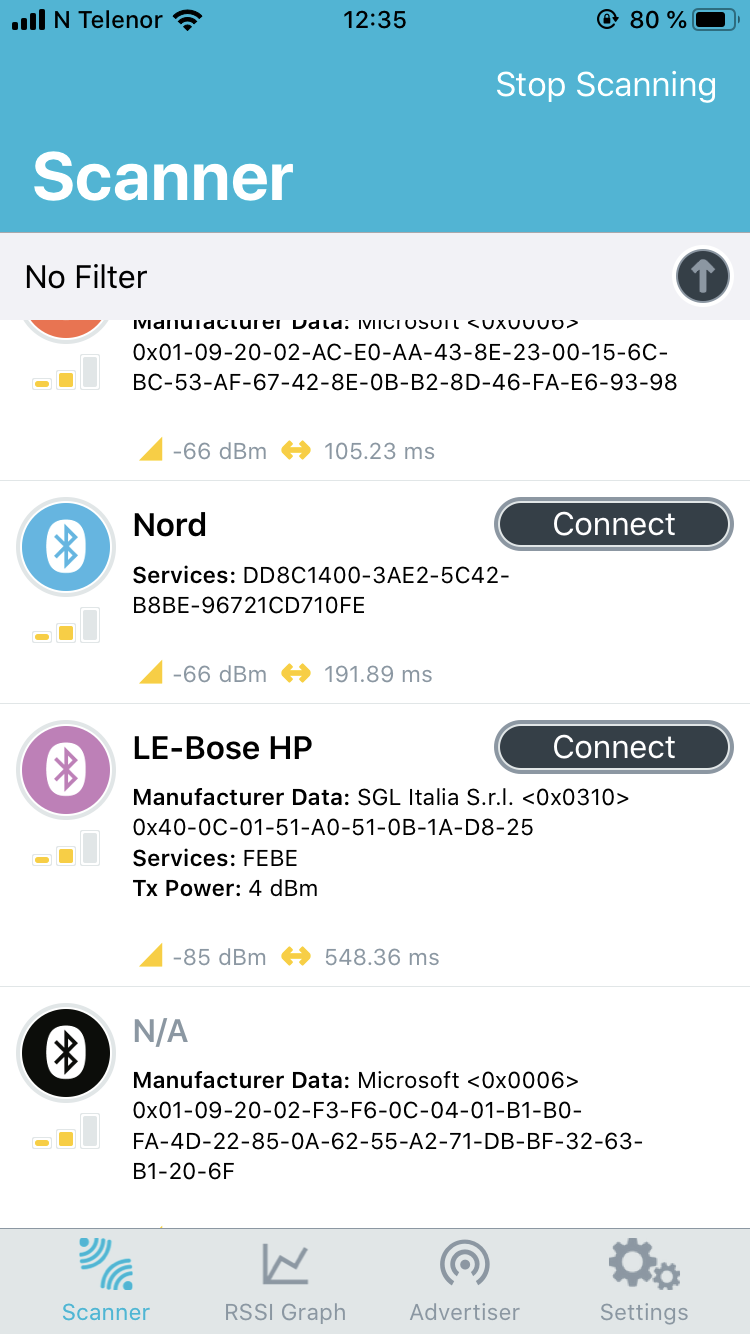 N Telenor 12:35 80 %
Stop Scanning
Scanner
No Filter
Manufacturer Data: Microsoft <0x0006>
0x01-09-20-02-AC-E0-AA-43-8E-23-00-15-6C-
BC-53-AF-67-42-8E-0B-B2-8D-46-FA-E6-93-98
-66 dBm 105.23 ms
Nord Connect
Services: DD8C1400-3AE2-5C42-
B8BE-96721CD710FE
-66 dBm 191.89 ms
LE-Bose HP Connect
Manufacturer Data: SGL Italia S.r.l. <0x0310>
0x40-0C-01-51-A0-51-0B-1A-D8-25
Services: FEBE
Tx Power: 4 dBm
-85 dBm 548.36 ms
N/A
Manufacturer Data: Microsoft <0x0006>
0x01-09-20-02-F3-F6-0C-04-01-B1-B0-
FA-4D-22-85-0A-62-55-A2-71-DB-BF-32-63-
B1-20-6F
Scanner RSSI Graph Advertiser Settings